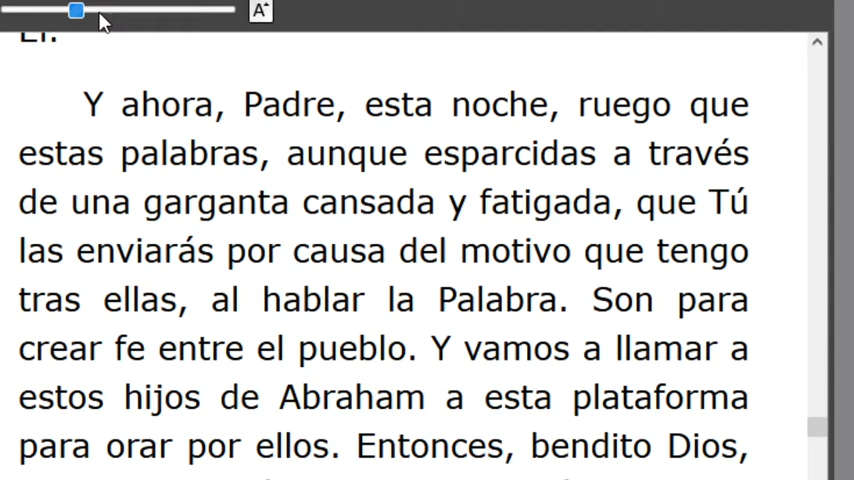 A
Él.
Y ahora, Padre, esta noche, ruego que
estas palabras, aunque esparcidas a través
de una garganta cansada y fatigada, que Tú
las enviarás por causa del motivo que tengo
tras ellas, al hablar la Palabra. Son para
crear fe entre el pueblo. Y vamos a llamar a
estos hijos de Abraham a esta plataforma
para orar por ellos. Entonces, bendito Dios,